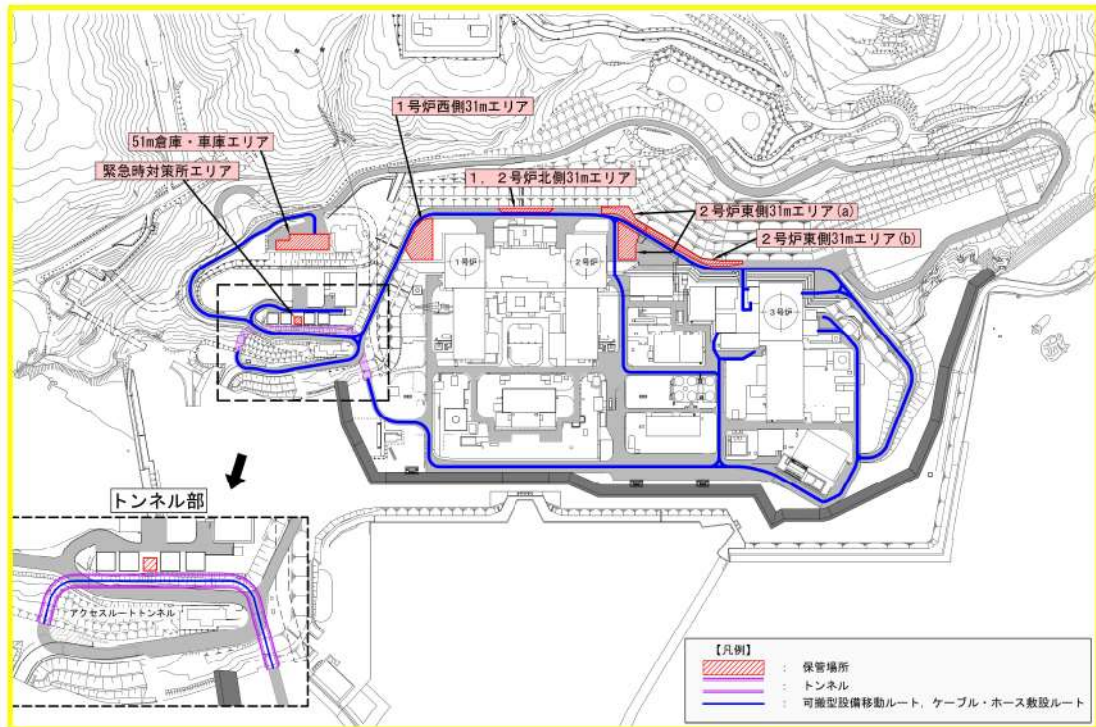 1号炉西側31mエリア
51m倉庫・車庫エリア
緊急時対策所エリア
1,2号炉北側31mエリア
2号炉東側31mエリア(a)
2号炉東側31mエリア(b)
1号炉
2号炉
3号炉
トンネル部
アクセスルートトンネル
【凡例】
： 保管場所
： トンネル
： 可搬型設備移動ルート，ケーブル・ホース敷設ルート